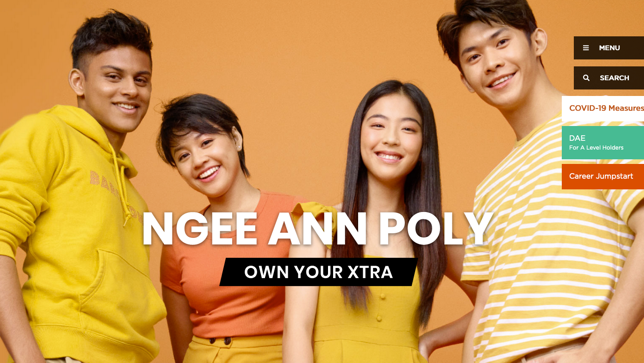 MENU
SEARCH
COVID-19 Measures
DAE
For A Level Holders
Career Jumpstart
NGEE ANN POLY
OWN YOUR XTRA